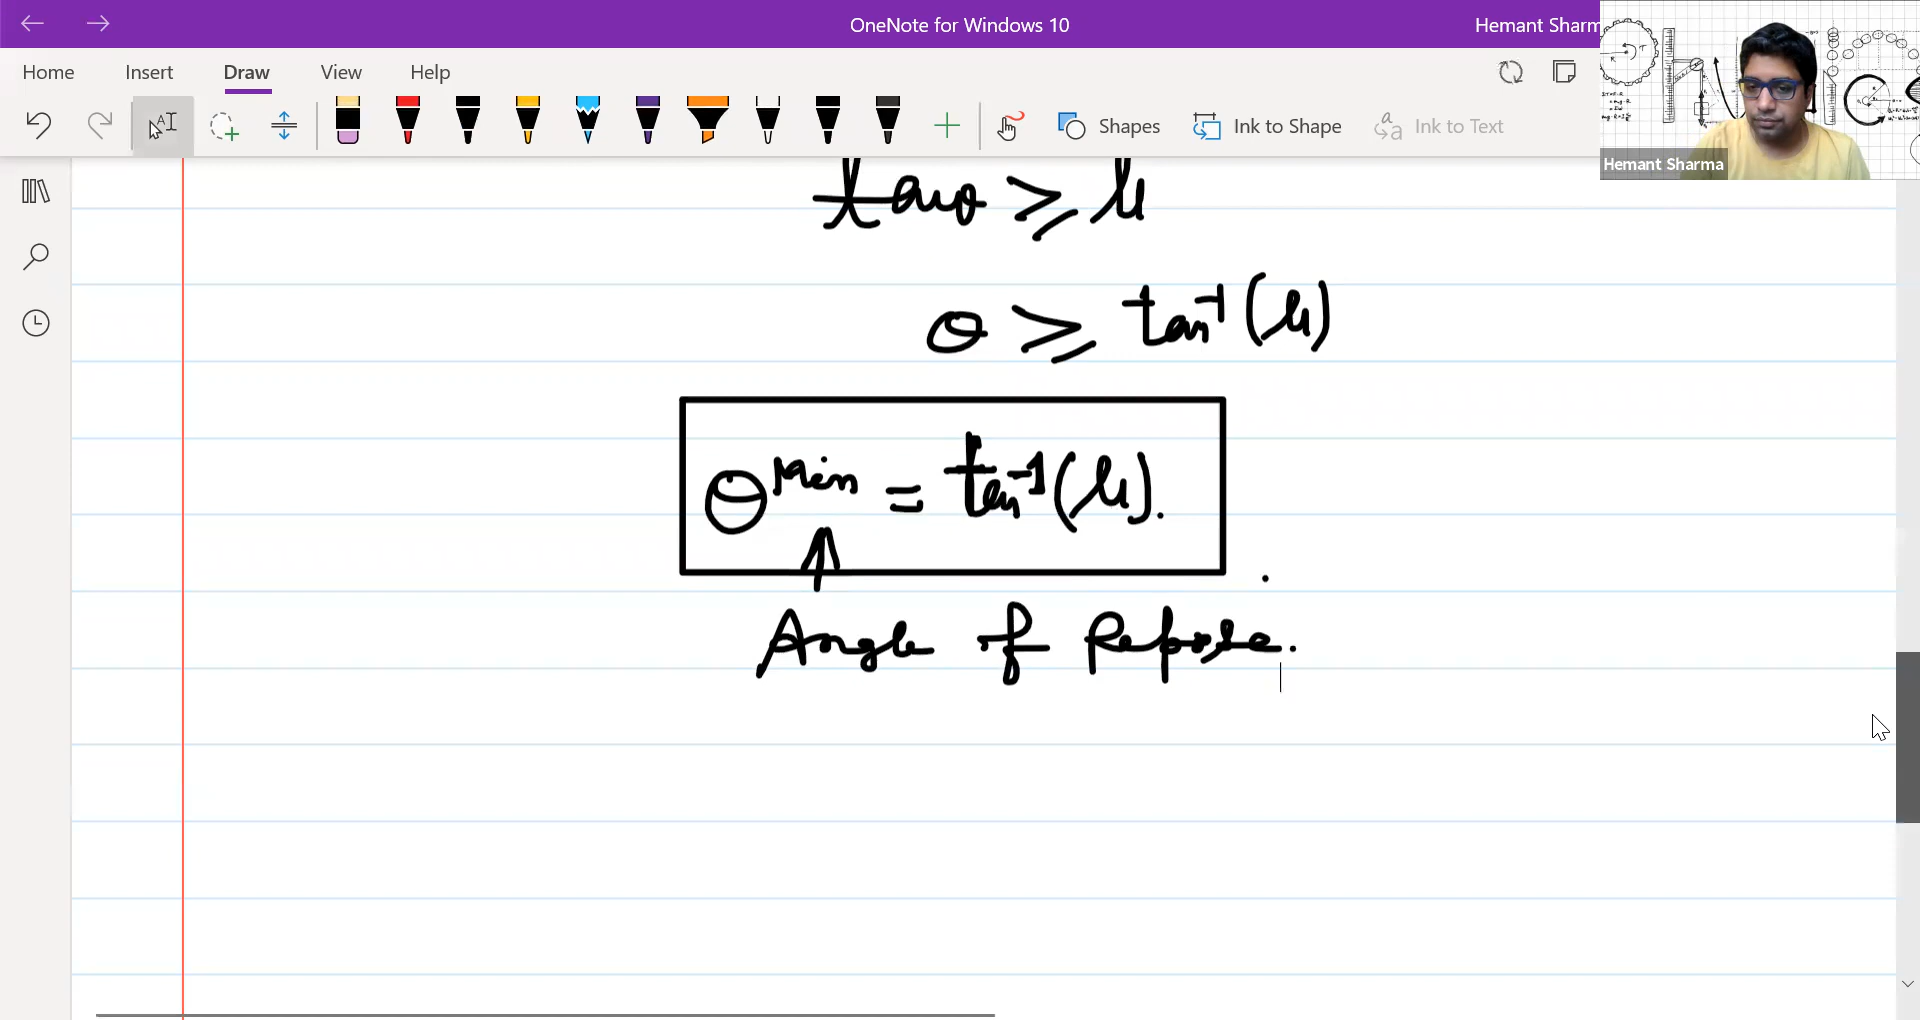 OneNote for Windows 10
Hemant Sharm
Home Insert Draw View Help
Shapes Ink to Shape Ink to Text
Hemant Sharma
tanθ ⩾ μ
θ ⩾ tan⁻¹(μ)
θ^Min = tan⁻¹(μ).
Angle of Repose.